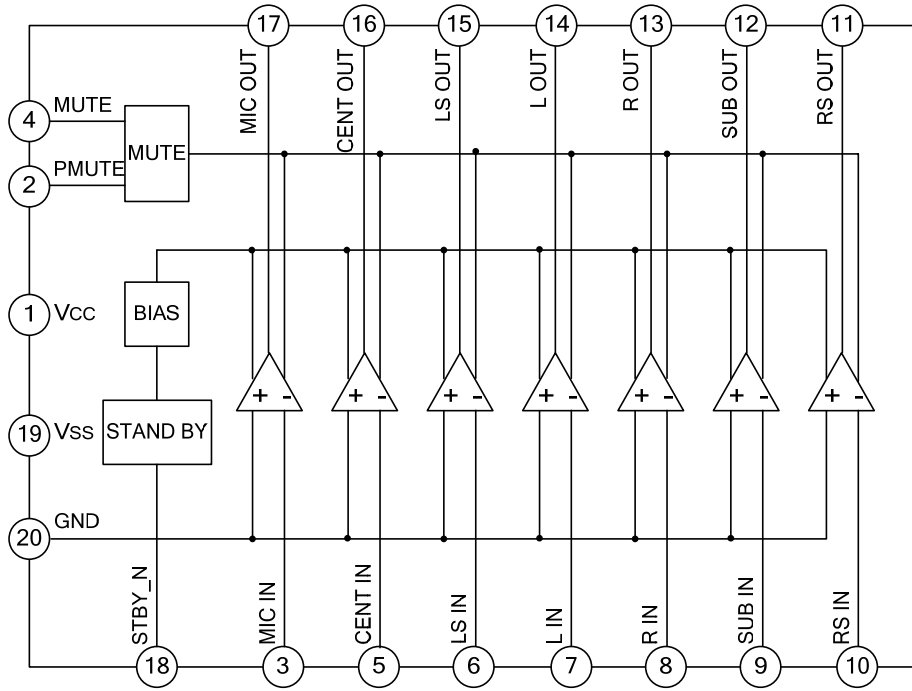 17 16 15 14 13 12 11
MIC OUT
CENT OUT
LS OUT
L OUT
R OUT
SUB OUT
RS OUT
4 MUTE
MUTE
2 PMUTE
1 VCC
BIAS
+ - + - + - + - + - + - + -
19 VSS
STAND BY
20 GND
STBY_N
MIC IN
CENT IN
LS IN
L IN
R IN
SUB IN
RS IN
18 3 5 6 7 8 9 10